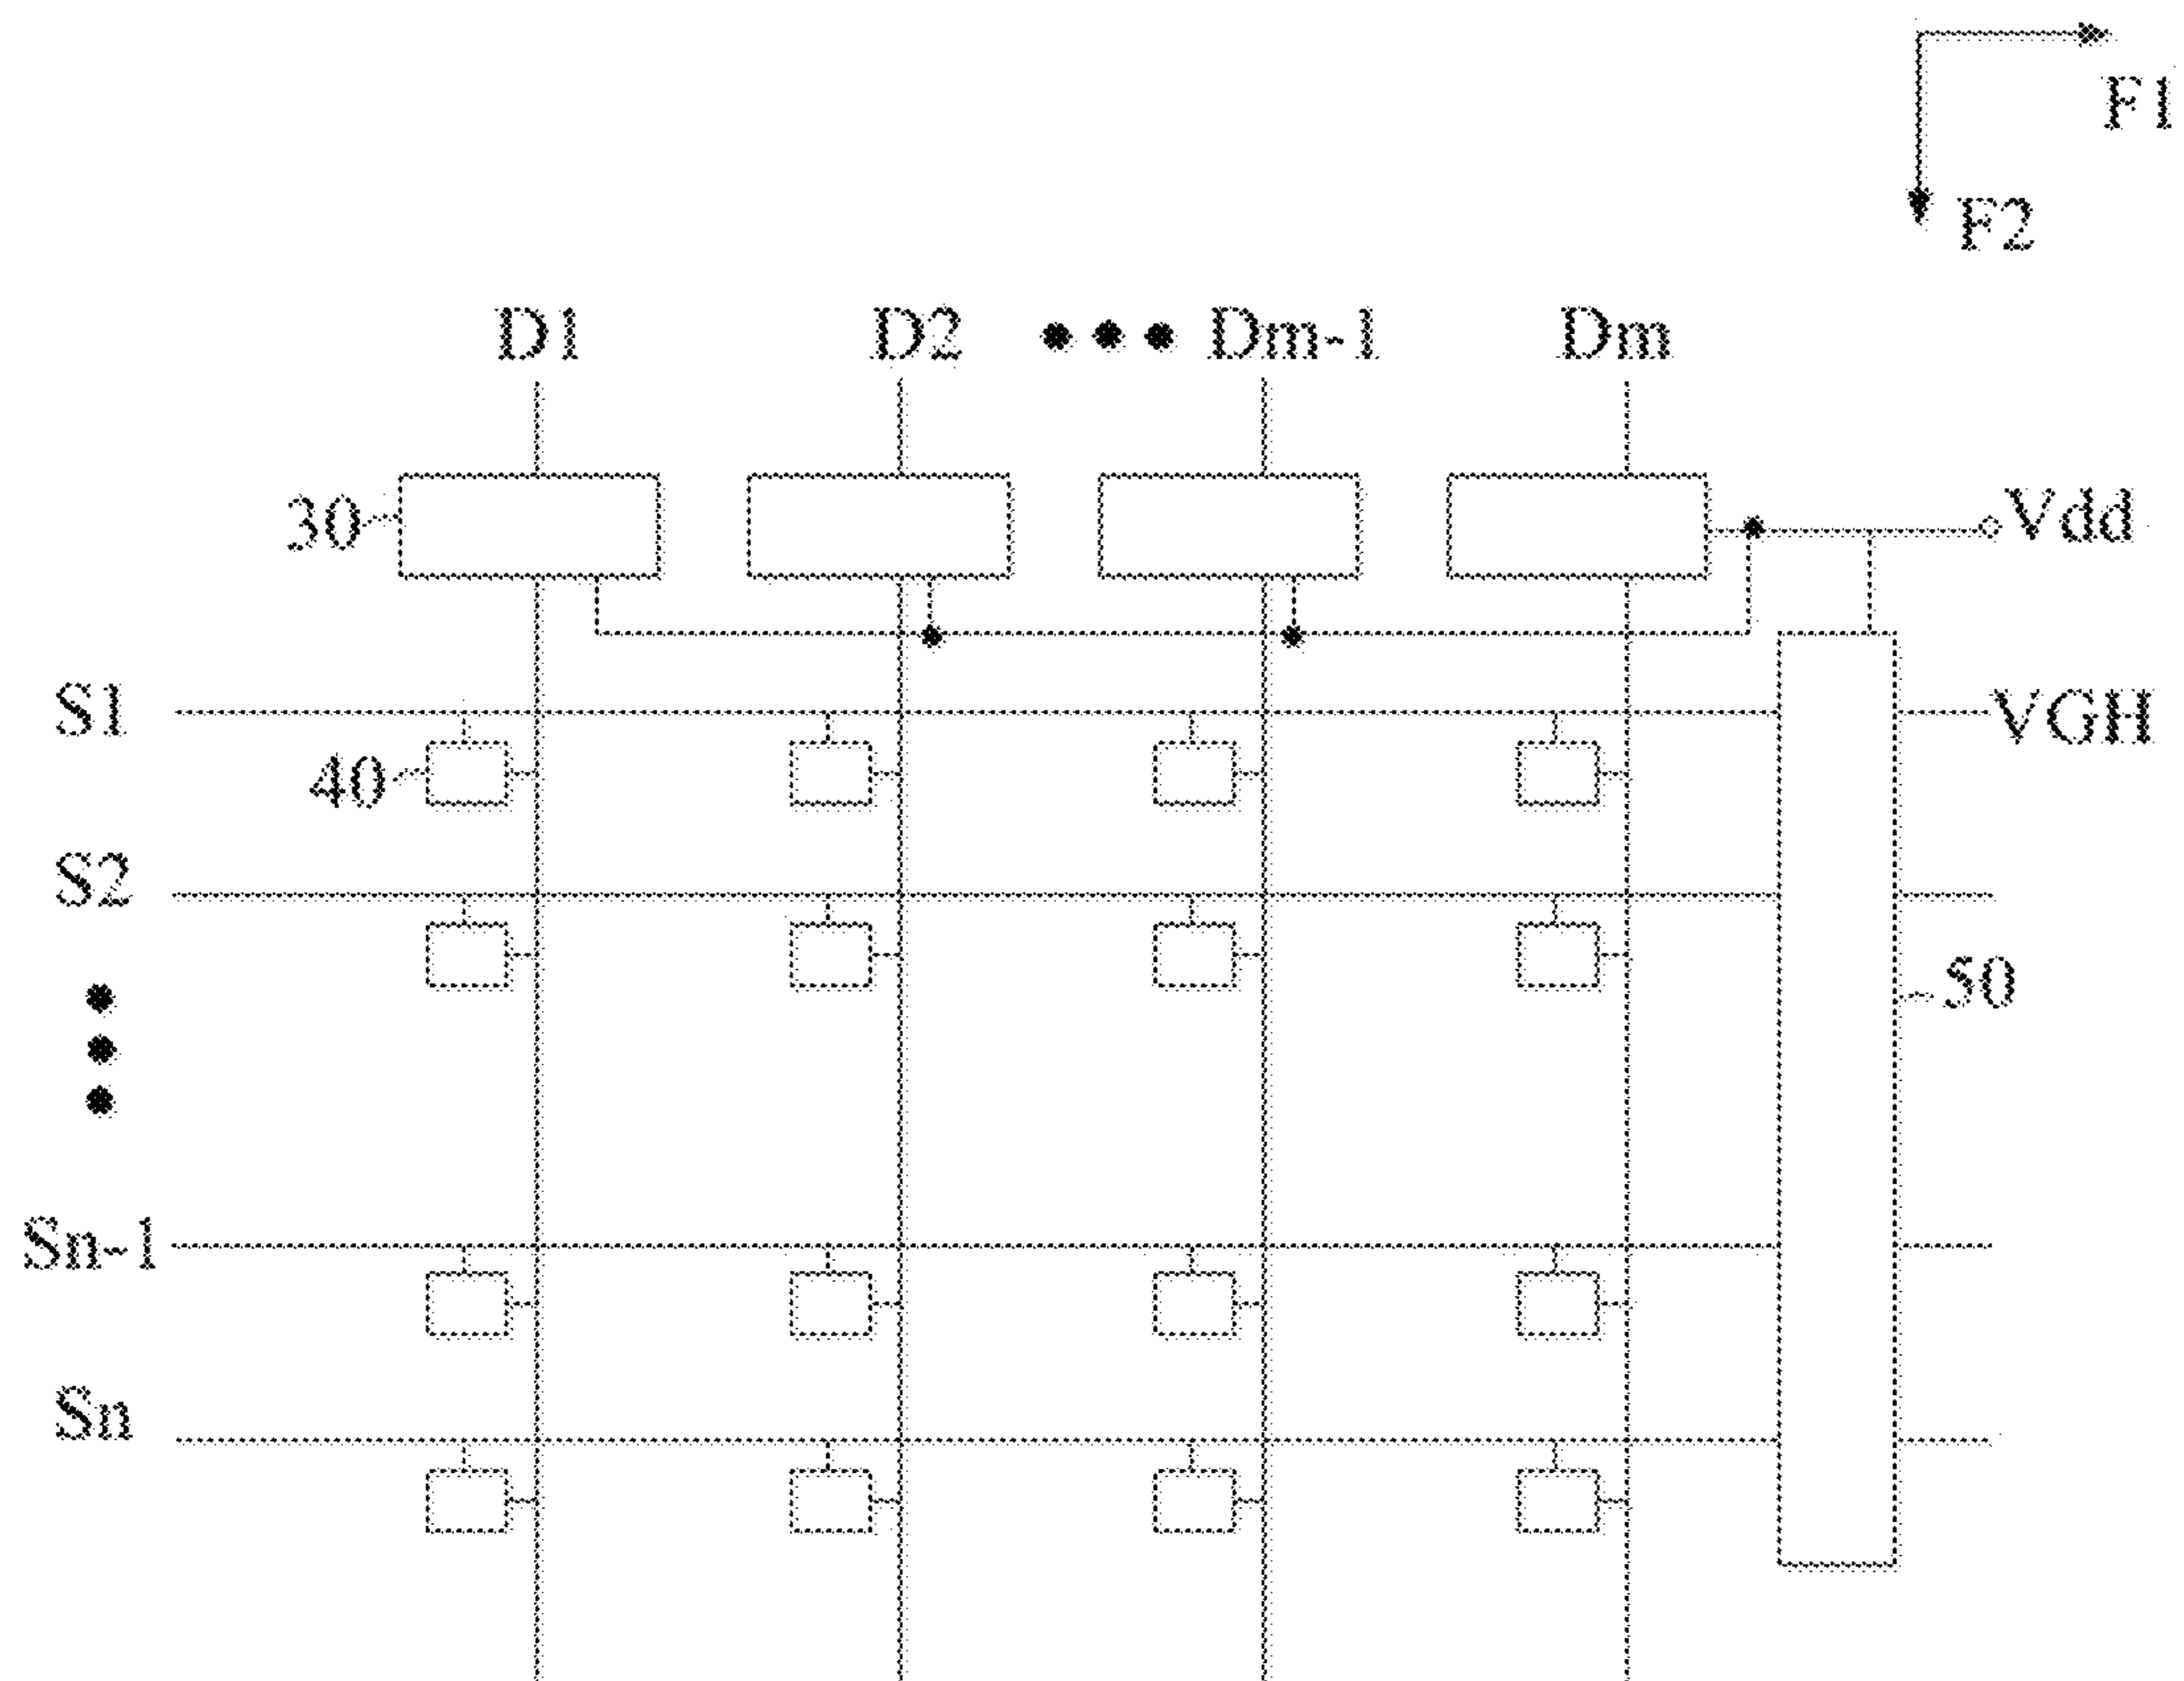 F1
F2
D1 D2 ••• Dm-1 Dm
30
Vdd
S1
VGH
40
S2
50
Sn-1
Sn